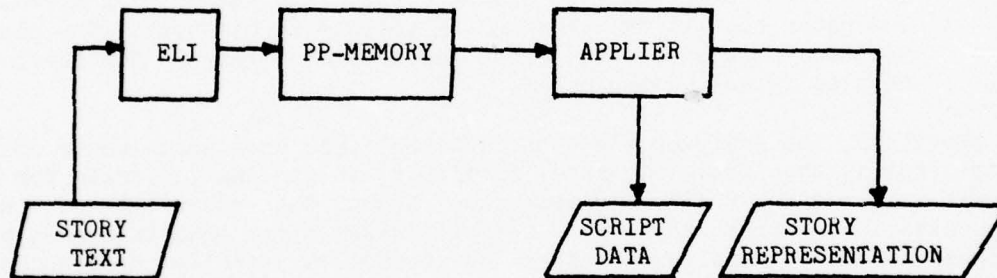 ELI
PP-MEMORY
APPLIER
STORY
TEXT
SCRIPT
DATA
STORY
REPRESENTATION